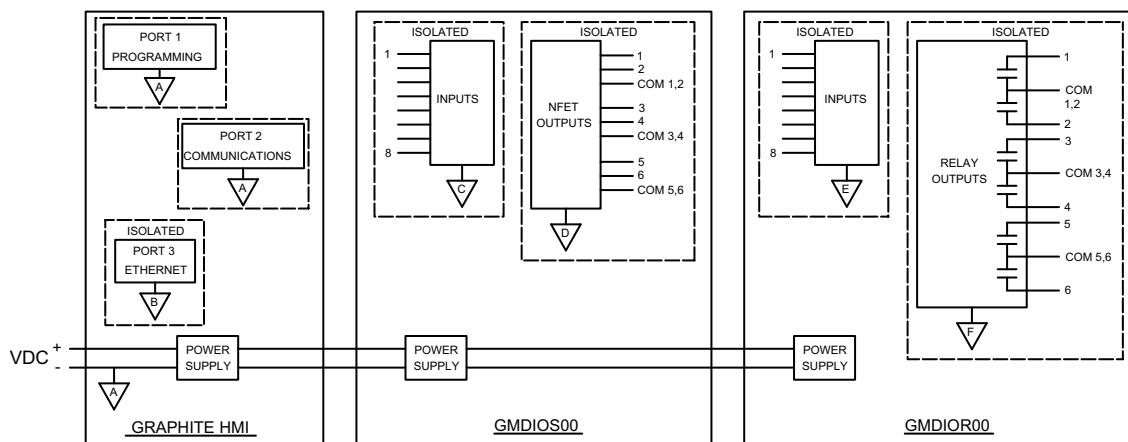 PORT 1
PROGRAMMING
A
PORT 2
COMMUNICATIONS
A
ISOLATED
PORT 3
ETHERNET
B
VDC
+
-
A
POWER
SUPPLY
GRAPHITE HMI
ISOLATED
1
8
INPUTS
C
ISOLATED
NFET
OUTPUTS
1
2
COM 1,2
3
4
COM 3,4
5
6
COM 5,6
D
POWER
SUPPLY
GMDIOS00
ISOLATED
1
8
INPUTS
E
ISOLATED
RELAY
OUTPUTS
1
COM
1,2
2
3
COM 3,4
4
5
COM 5,6
6
F
POWER
SUPPLY
GMDIOR00